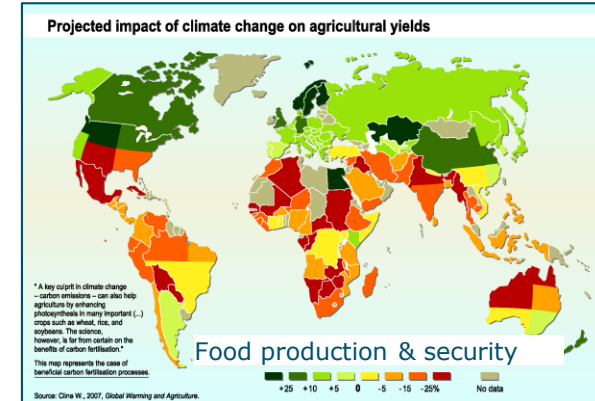 Projected impact of climate change on agricultural yields
" A key culprit in climate change
– carbon emissions – can also help
agriculture by enhancing
photosynthesis in many important (...)
crops such as wheat, rice, and
soybeans. The science,
however, is far from certain on the
benefits of carbon fertilisation."
This map represents the case of
beneficial carbon fertilisation processes.
Food production & security
+25 +10 +5 0 -5 -15 -25% No data
Source: Cline W., 2007, Global Warming and Agriculture.